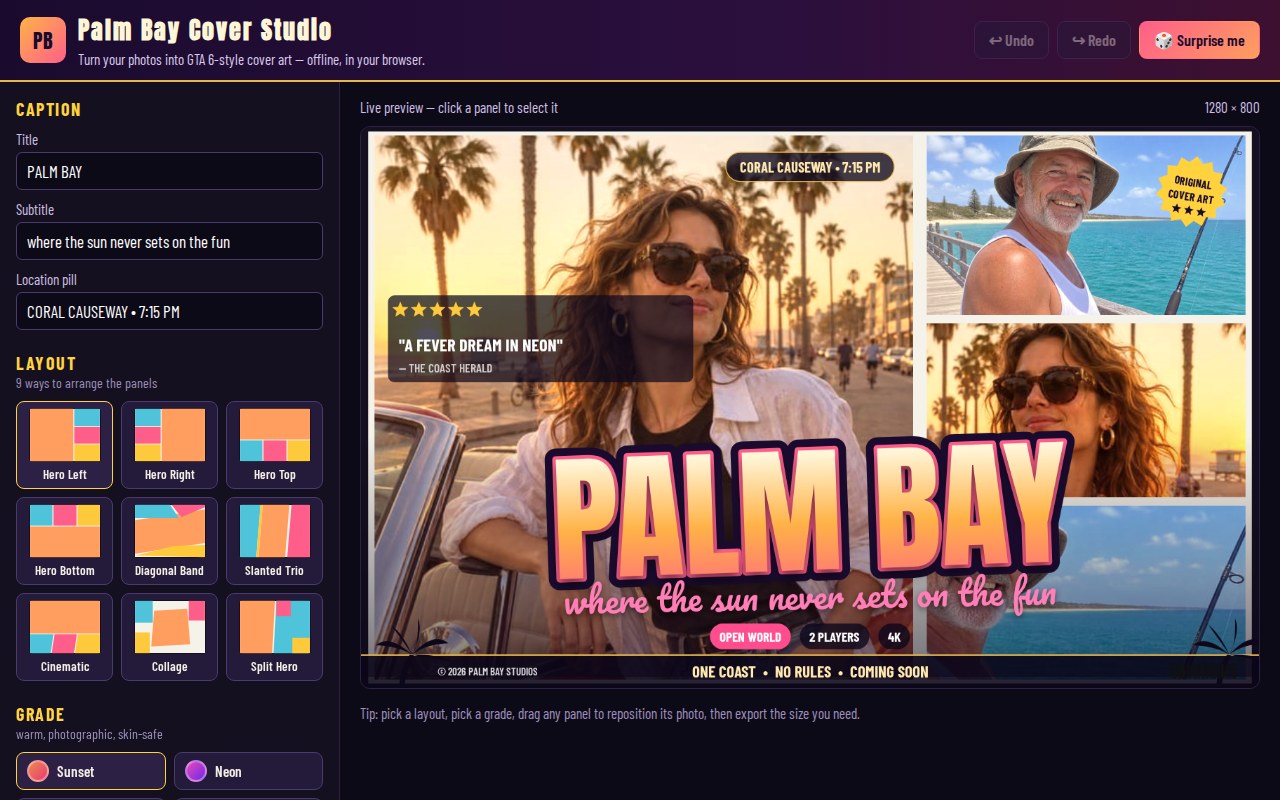 PB
Palm Bay Cover Studio
Turn your photos into GTA 6-style cover art — offline, in your browser.
↩ Undo
↪ Redo
🎲 Surprise me
CAPTION
Title
PALM BAY
Subtitle
where the sun never sets on the fun
Location pill
CORAL CAUSEWAY • 7:15 PM
LAYOUT
9 ways to arrange the panels
Hero Left
Hero Right
Hero Top
Hero Bottom
Diagonal Band
Slanted Trio
Cinematic
Collage
Split Hero
GRADE
warm, photographic, skin-safe
Sunset
Neon
Live preview — click a panel to select it
1280 × 800
CORAL CAUSEWAY • 7:15 PM
ORIGINAL
COVER ART
★ ★ ★
"A FEVER DREAM IN NEON"
— THE COAST HERALD
PALM BAY
where the sun never sets on the fun
OPEN WORLD
2 PLAYERS
4K
© 2026 PALM BAY STUDIOS
ONE COAST • NO RULES • COMING SOON
Tip: pick a layout, pick a grade, drag any panel to reposition its photo, then export the size you need.